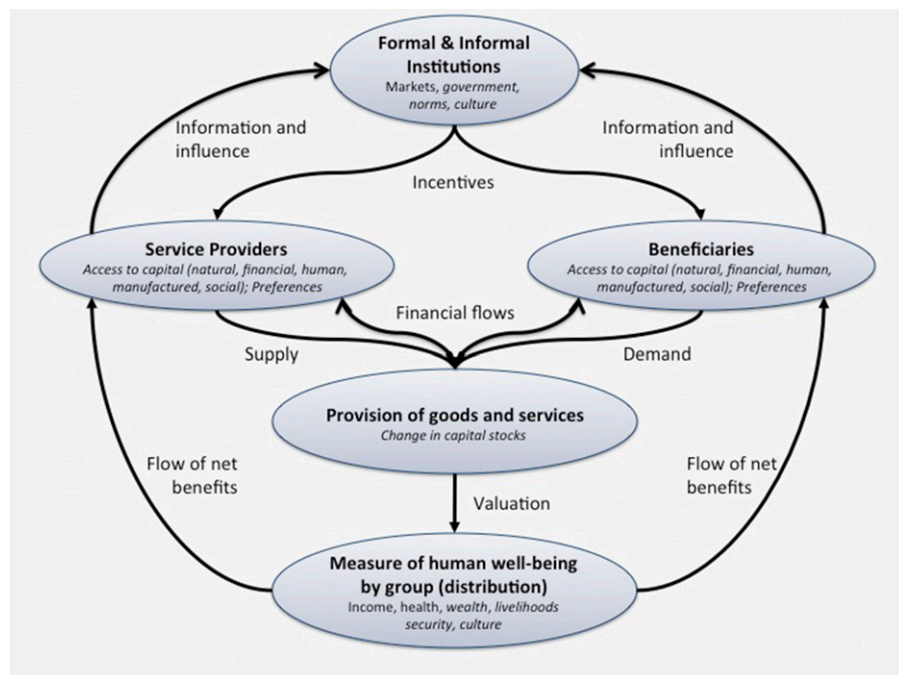 Formal & Informal
Institutions
Markets, government,
norms, culture
Information and
influence
Information and
influence
Incentives
Service Providers
Access to capital (natural, financial, human,
manufactured, social); Preferences
Beneficiaries
Access to capital (natural, financial, human,
manufactured, social); Preferences
Financial flows
Supply
Demand
Provision of goods and services
Change in capital stocks
Flow of net
benefits
Flow of net
benefits
Valuation
Measure of human well-being
by group (distribution)
Income, health, wealth, livelihoods
security, culture